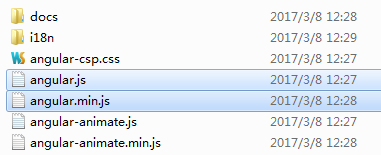 docs 2017/3/8 12:28
i18n 2017/3/8 12:29
angular-csp.css 2017/3/8 12:27
angular.js 2017/3/8 12:27
angular.min.js 2017/3/8 12:28
angular-animate.js 2017/3/8 12:27
angular-animate.min.js 2017/3/8 12:28